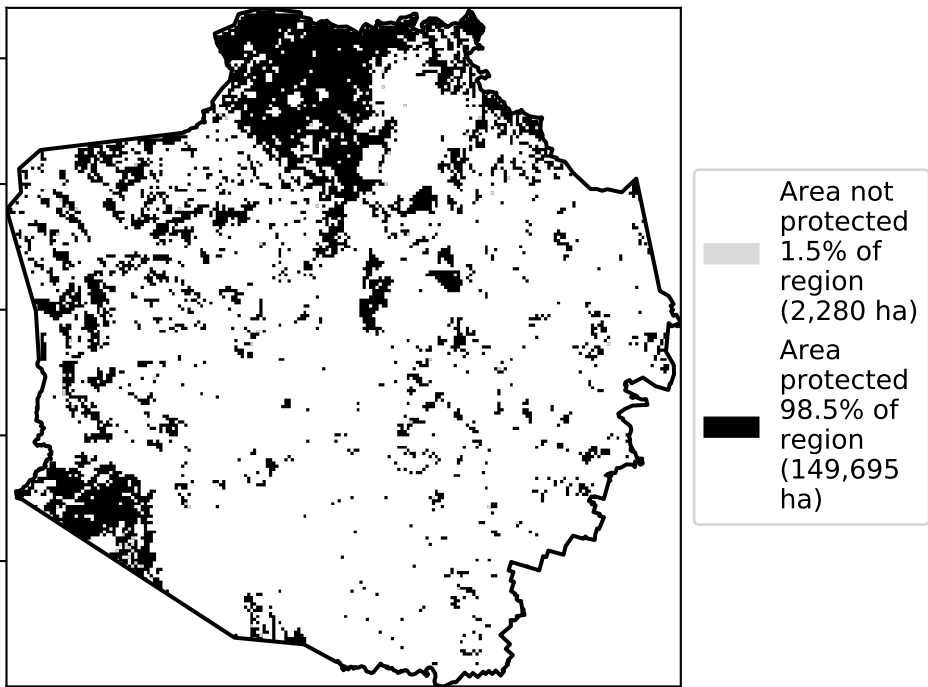 Area not
protected
1.5% of
region
(2,280 ha)
Area
protected
98.5% of
region
(149,695
ha)